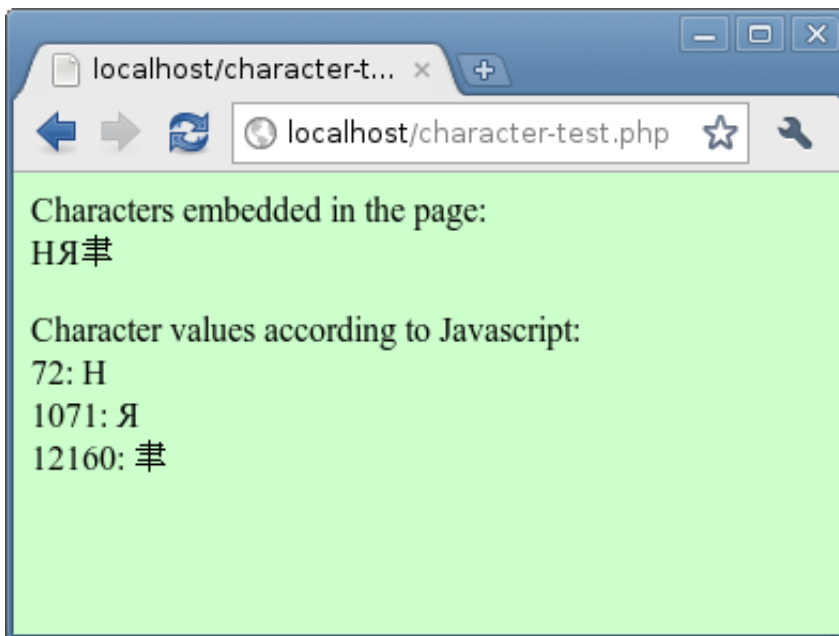 localhost/character-t...
localhost/character-test.php
Characters embedded in the page:
HЯ⾀
Character values according to Javascript:
72: H
1071: Я
12160: ⾀